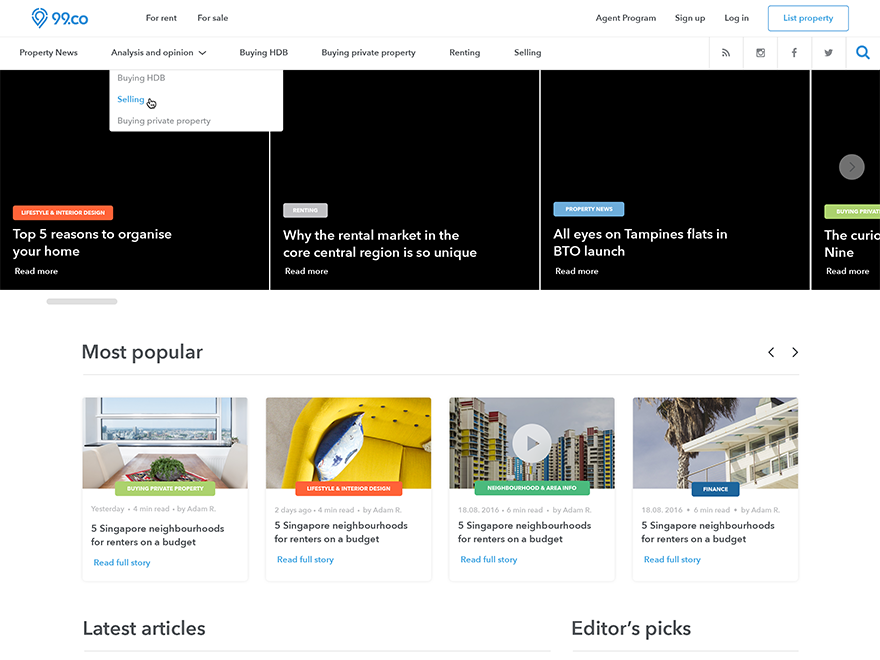 99.co
For rent
For sale
Agent Program
Sign up
Log in
List property
Property News
Analysis and opinion
Buying HDB
Buying private property
Renting
Selling
Buying HDB
Selling
Buying private property
LIFESTYLE & INTERIOR DESIGN
Top 5 reasons to organise
your home
Read more
RENTING
Why the rental market in the
core central region is so unique
Read more
PROPERTY NEWS
All eyes on Tampines flats in
BTO launch
Read more
BUYING PRIVAT
The curio
Nine
Read more
Most popular
BUYING PRIVATE PROPERTY
Yesterday • 4 min read • by Adam R.
5 Singapore neighbourhoods
for renters on a budget
Read full story
LIFESTYLE & INTERIOR DESIGN
2 days ago • 4 min read • by Adam R.
5 Singapore neighbourhoods
for renters on a budget
Read full story
NEIGHBOURHOOD & AREA INFO
18.08. 2016 • 6 min read • by Adam R.
5 Singapore neighbourhoods
for renters on a budget
Read full story
FINANCE
18.08. 2016 • 6 min read • by Adam R.
5 Singapore neighbourhoods
for renters on a budget
Read full story
Latest articles
Editor's picks